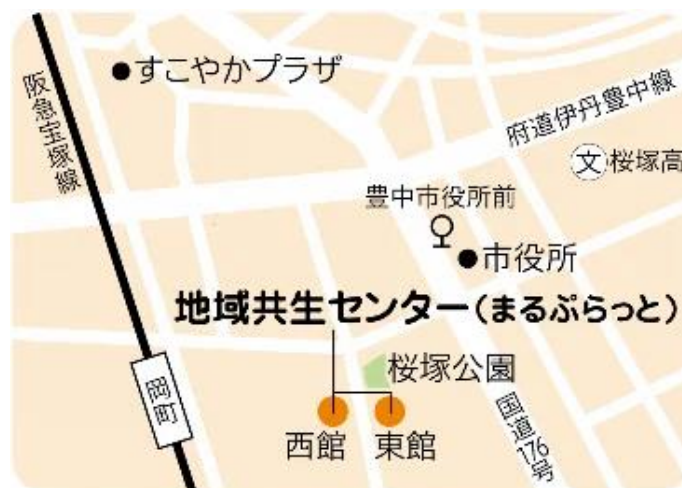 すこやかプラザ
阪急宝塚線
府道伊丹豊中線
文 桜塚高
豊中市役所前
市役所
地域共生センター(まるぷらっと)
桜塚公園
岡町
西館
東館
国道176号